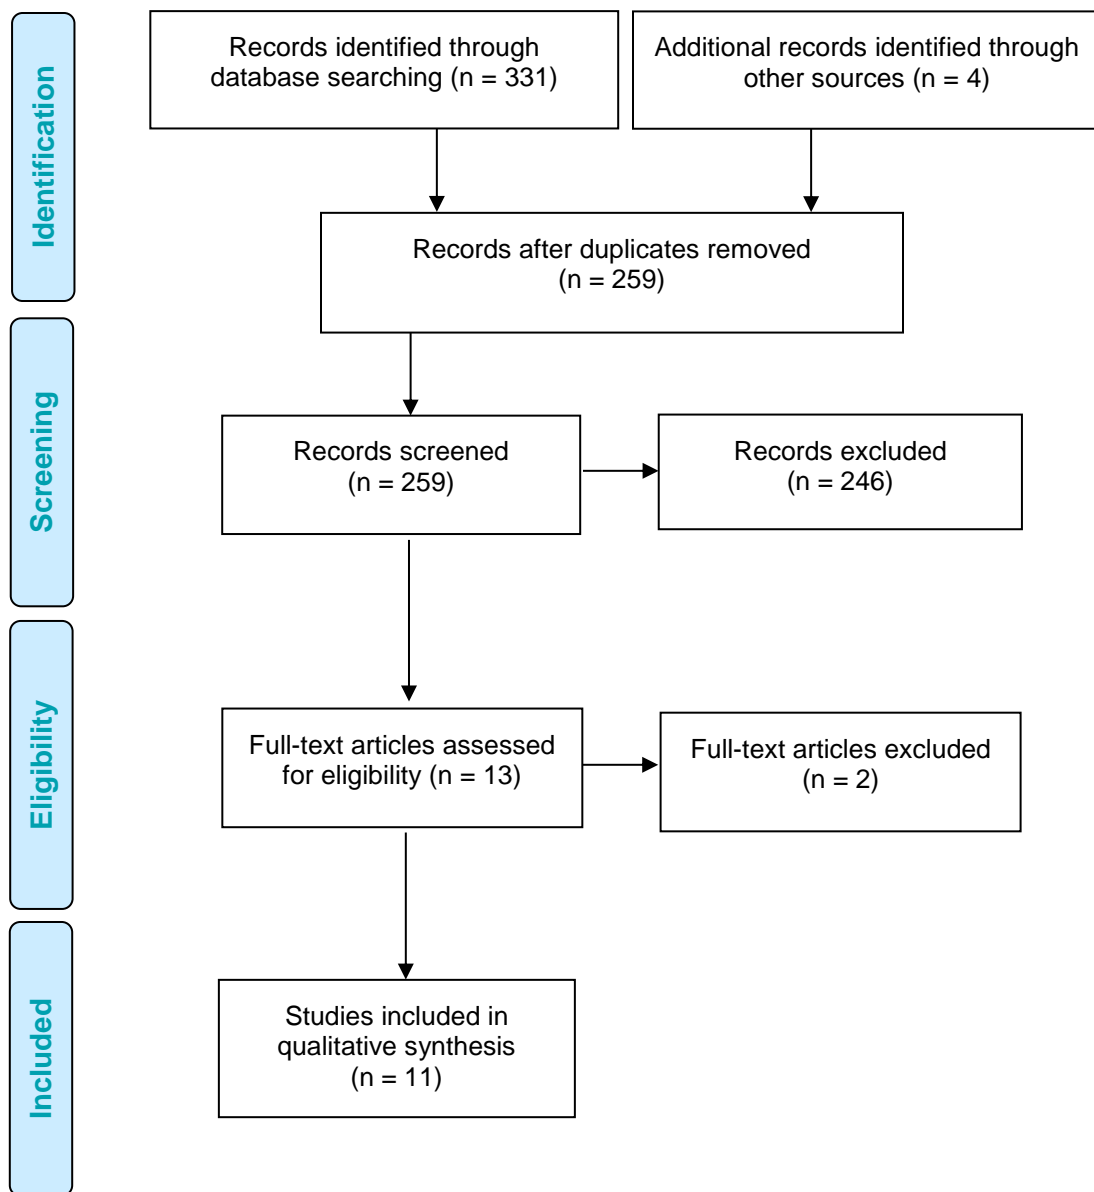 Identification
Records identified through
database searching (n = 331)
Additional records identified through
other sources (n = 4)
Records after duplicates removed
(n = 259)
Screening
Records screened
(n = 259)
Records excluded
(n = 246)
Eligibility
Full-text articles assessed
for eligibility (n = 13)
Full-text articles excluded
(n = 2)
Included
Studies included in
qualitative synthesis
(n = 11)